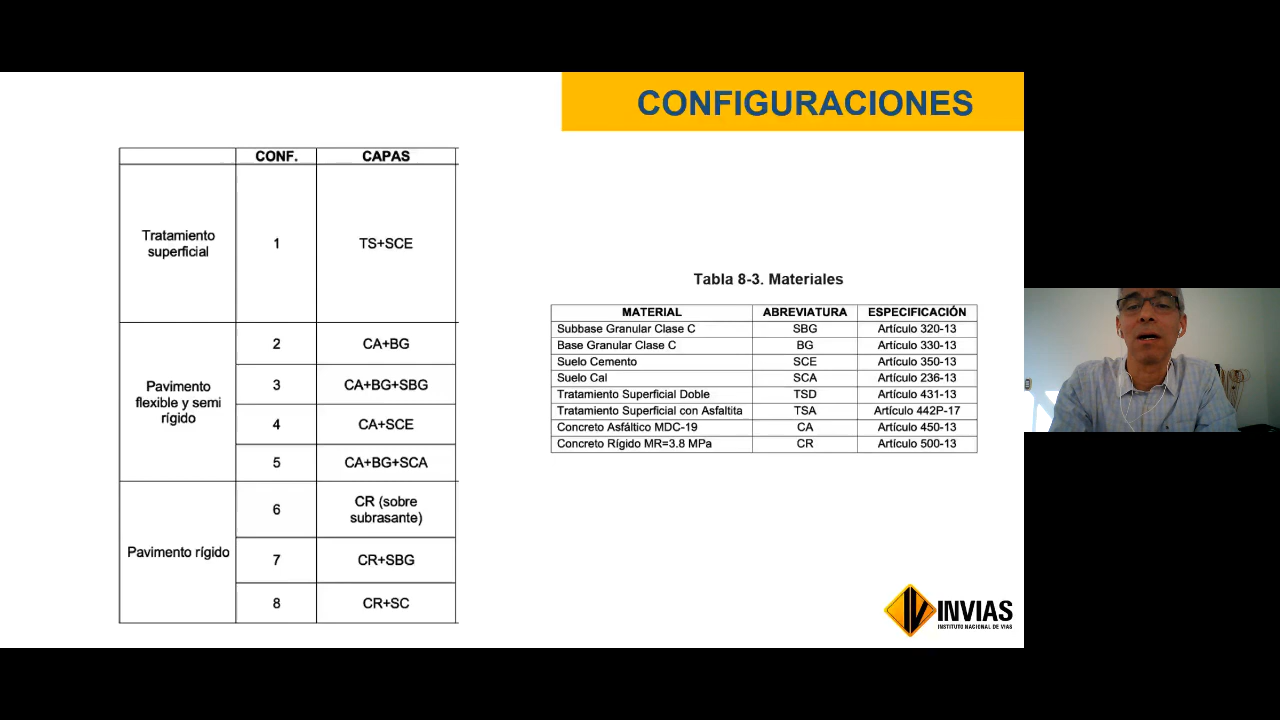 CONFIGURACIONES
CONF. CAPAS
Tratamiento
superficial
1 TS+SCE
Pavimento
flexible y semi
rígido
2 CA+BG
3 CA+BG+SBG
4 CA+SCE
5 CA+BG+SCA
Pavimento rígido
6 CR (sobre
subrasante)
7 CR+SBG
8 CR+SC
Tabla 8-3. Materiales
MATERIAL ABREVIATURA ESPECIFICACIÓN
Subbase Granular Clase C SBG Artículo 320-13
Base Granular Clase C BG Artículo 330-13
Suelo Cemento SCE Artículo 350-13
Suelo Cal SCA Artículo 236-13
Tratamiento Superficial Doble TSD Artículo 431-13
Tratamiento Superficial con Asfaltita TSA Artículo 442P-17
Concreto Asfáltico MDC-19 CA Artículo 450-13
Concreto Rígido MR=3.8 MPa CR Artículo 500-13
INVIAS
INSTITUTO NACIONAL DE VIAS